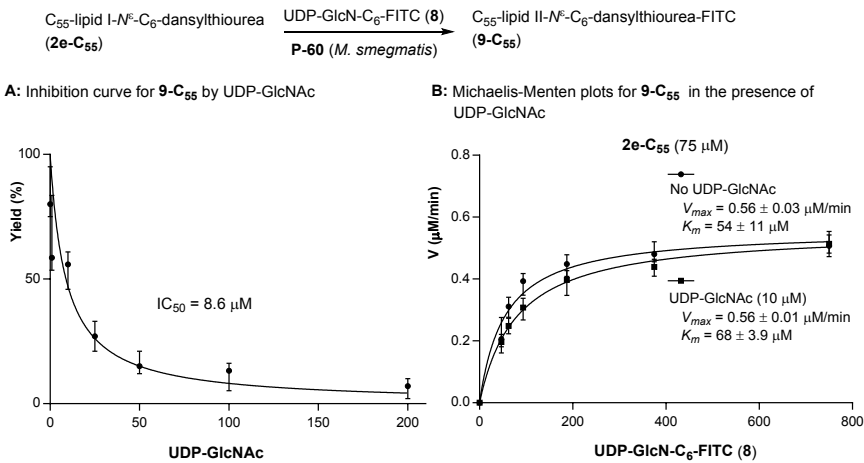 C₅₅-lipid I-Nᵋ-C₆-dansylthiourea
(2e-C₅₅)
UDP-GlcN-C₆-FITC (8)
P-60 (M. smegmatis)
C₅₅-lipid II-Nᵋ-C₆-dansylthiourea-FITC
(9-C₅₅)
A: Inhibition curve for 9-C₅₅ by UDP-GlcNAc
100
50
0
Yield (%)
IC₅₀ = 8.6 μM
0
50
100
150
200
UDP-GlcNAc
B: Michaelis-Menten plots for 9-C₅₅ in the presence of
UDP-GlcNAc
2e-C₅₅ (75 μM)
0.8
0.6
0.4
0.2
0.0
V (μM/min)
No UDP-GlcNAc
Vmax = 0.56 ± 0.03 μM/min
Km = 54 ± 11 μM
UDP-GlcNAc (10 μM)
Vmax = 0.56 ± 0.01 μM/min
Km = 68 ± 3.9 μM
0
200
400
600
800
UDP-GlcN-C₆-FITC (8)